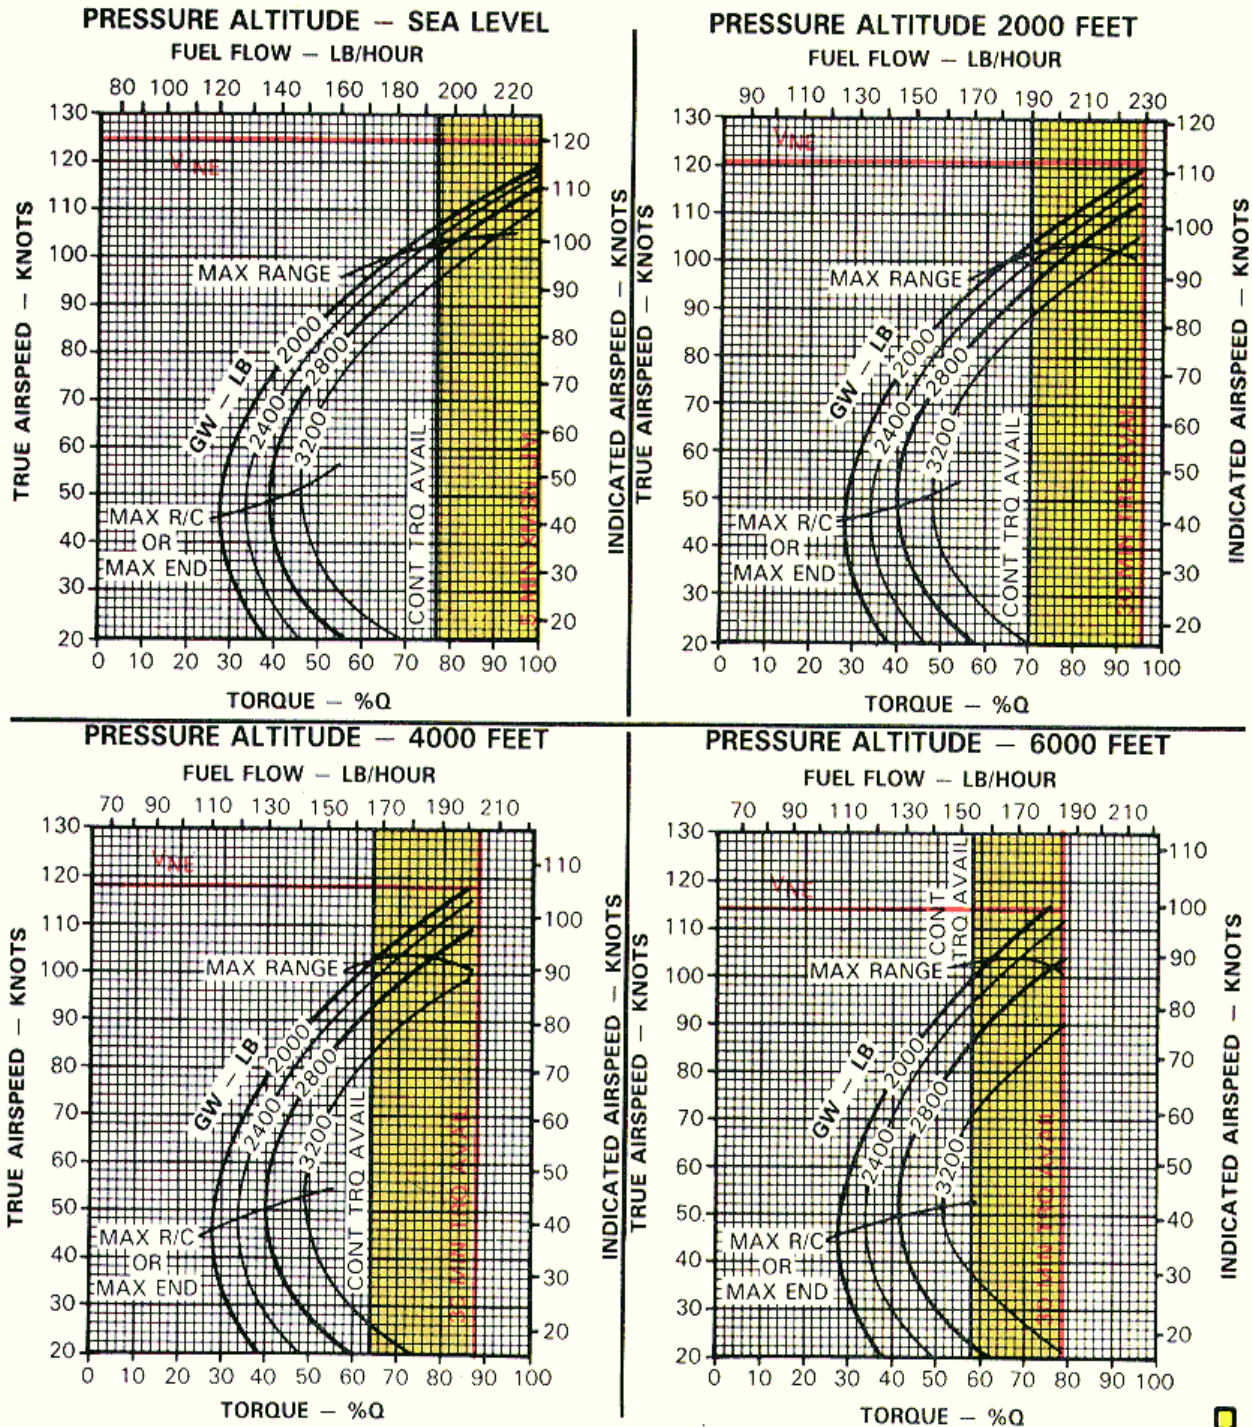 PRESSURE ALTITUDE — SEA LEVEL
FUEL FLOW — LB/HOUR
80 100 120 140 160 180 200 220
130
120
110
100
90
80
70
60
50
40
30
20
TRUE AIRSPEED — KNOTS
VNE
MAX RANGE
GW — LB
2000
2400
2800
3200
MAX R/C
OR
MAX END
CONT TRQ AVAIL
120
110
100
90
80
70
60
50
40
30
20
INDICATED AIRSPEED — KNOTS
0 10 20 30 40 50 60 70 80 90 100
TORQUE — %Q
PRESSURE ALTITUDE 2000 FEET
FUEL FLOW — LB/HOUR
90 110 130 150 170 190 210 230
130
120
110
100
90
80
70
60
50
40
30
20
TRUE AIRSPEED — KNOTS
VNE
MAX RANGE
GW — LB
2000
2400
2800
3200
MAX R/C
OR
MAX END
CONT TRQ AVAIL
30 MIN TRQ AVAIL
120
110
100
90
80
70
60
50
40
30
20
INDICATED AIRSPEED — KNOTS
0 10 20 30 40 50 60 70 80 90 100
TORQUE — %Q
PRESSURE ALTITUDE — 4000 FEET
FUEL FLOW — LB/HOUR
70 90 110 130 150 170 190 210
130
120
110
100
90
80
70
60
50
40
30
20
TRUE AIRSPEED — KNOTS
VNE
MAX RANGE
GW — LB
2000
2400
2800
3200
MAX R/C
OR
MAX END
CONT TRQ AVAIL
30 MIN TRQ AVAIL
110
100
90
80
70
60
50
40
30
20
INDICATED AIRSPEED — KNOTS
0 10 20 30 40 50 60 70 80 90 100
TORQUE — %Q
PRESSURE ALTITUDE — 6000 FEET
FUEL FLOW — LB/HOUR
70 90 110 130 150 170 190 210
130
120
110
100
90
80
70
60
50
40
30
20
TRUE AIRSPEED — KNOTS
VNE
MAX RANGE
GW — LB
2000
2400
2800
3200
MAX R/C
OR
MAX END
CONT
TRQ AVAIL
30 MIN TRQ AVAIL
110
100
90
80
70
60
50
40
30
20
INDICATED AIRSPEED — KNOTS
0 10 20 30 40 50 60 70 80 90 100
TORQUE — %Q